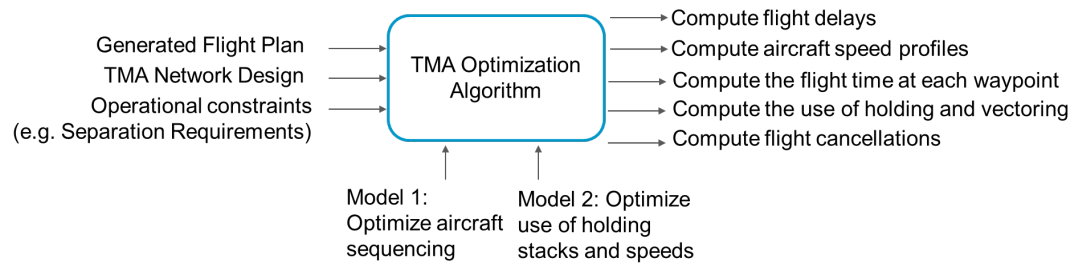 Generated Flight Plan
TMA Network Design
Operational constraints
(e.g. Separation Requirements)
TMA Optimization
Algorithm
Compute flight delays
Compute aircraft speed profiles
Compute the flight time at each waypoint
Compute the use of holding and vectoring
Compute flight cancellations
Model 1:
Optimize aircraft
sequencing
Model 2: Optimize
use of holding
stacks and speeds